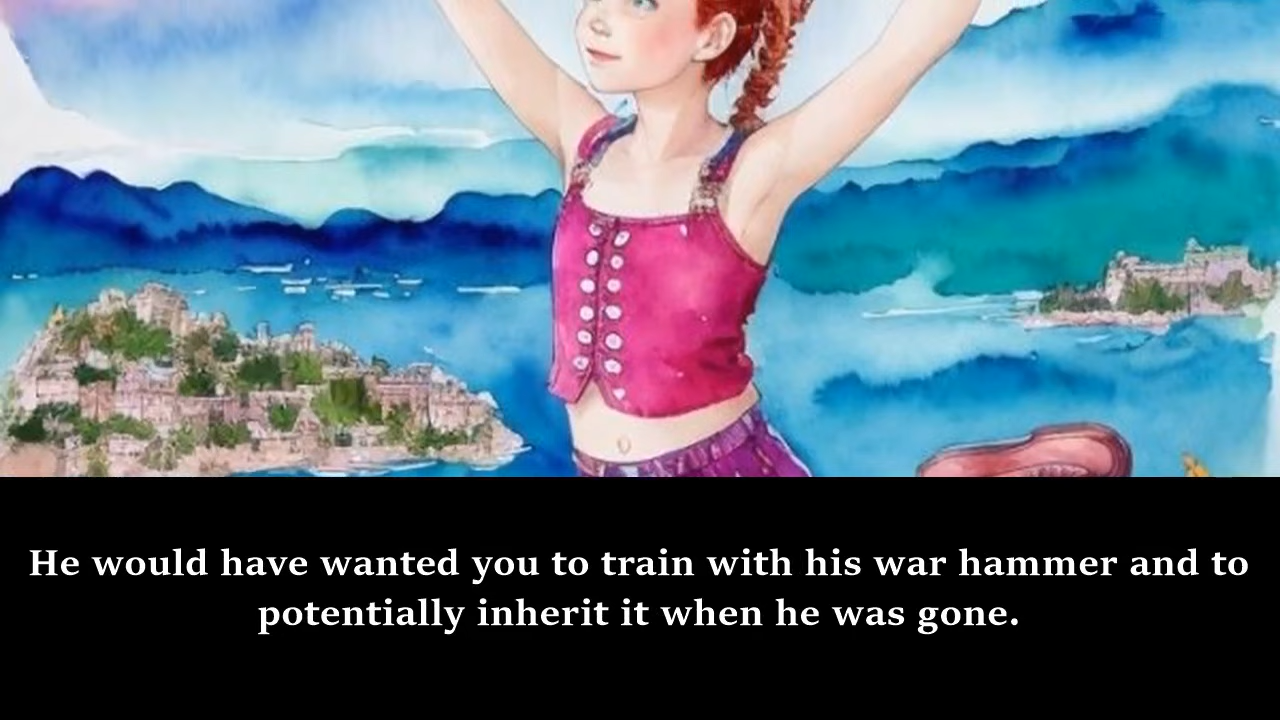 He would have wanted you to train with his war hammer and to
potentially inherit it when he was gone.